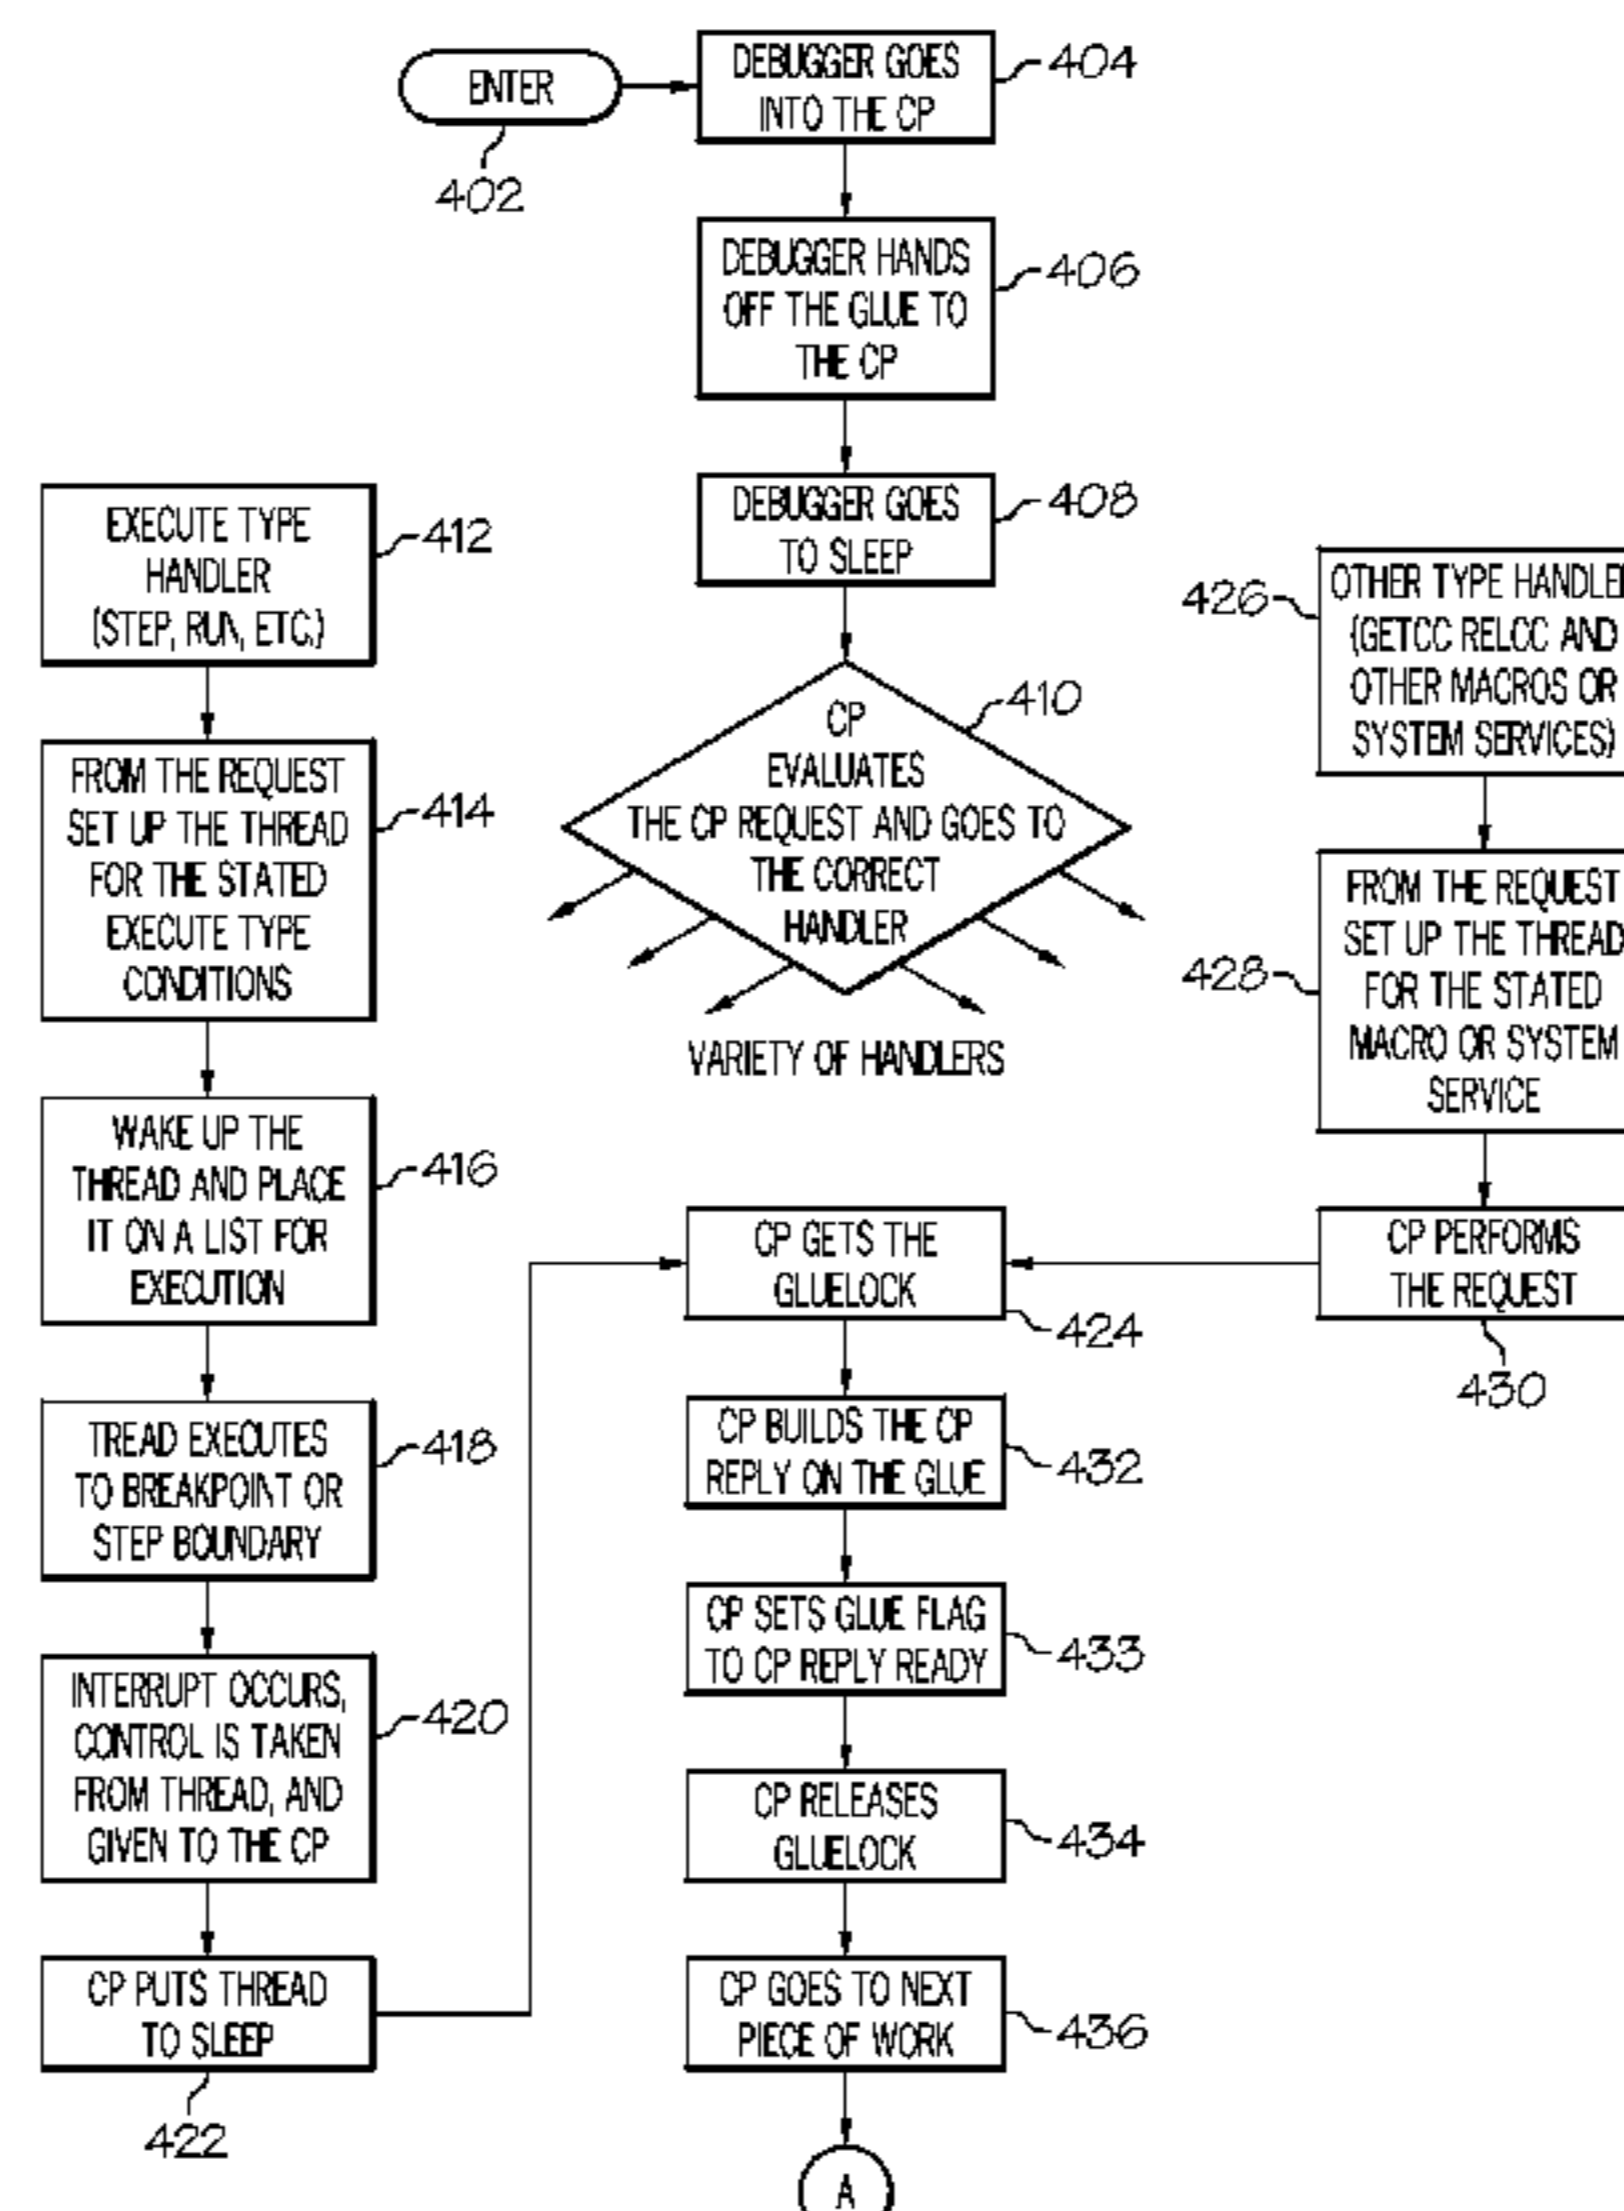 ENTER
402
DEBUGGER GOES
INTO THE CP
404
DEBUGGER HANDS
OFF THE GLUE TO
THE CP
406
DEBUGGER GOES
TO SLEEP
408
CP
EVALUATES
THE CP REQUEST AND GOES TO
THE CORRECT
HANDLER
410
VARIETY OF HANDLERS
EXECUTE TYPE
HANDLER
(STEP, RUN, ETC.)
412
FROM THE REQUEST
SET UP THE THREAD
FOR THE STATED
EXECUTE TYPE
CONDITIONS
414
WAKE UP THE
THREAD AND PLACE
IT ON A LIST FOR
EXECUTION
416
TREAD EXECUTES
TO BREAKPOINT OR
STEP BOUNDARY
418
INTERRUPT OCCURS,
CONTROL IS TAKEN
FROM THREAD, AND
GIVEN TO THE CP
420
CP PUTS THREAD
TO SLEEP
422
426
OTHER TYPE HANDLE
(GETCC RELCC AND
OTHER MACROS OR
SYSTEM SERVICES)
428
FROM THE REQUEST
SET UP THE THREAD
FOR THE STATED
MACRO OR SYSTEM
SERVICE
CP PERFORMS
THE REQUEST
430
CP GETS THE
GLUELOCK
424
CP BUILDS THE CP
REPLY ON THE GLUE
432
CP SETS GLUE FLAG
TO CP REPLY READY
433
CP RELEASES
GLUELOCK
434
CP GOES TO NEXT
PIECE OF WORK
436
A